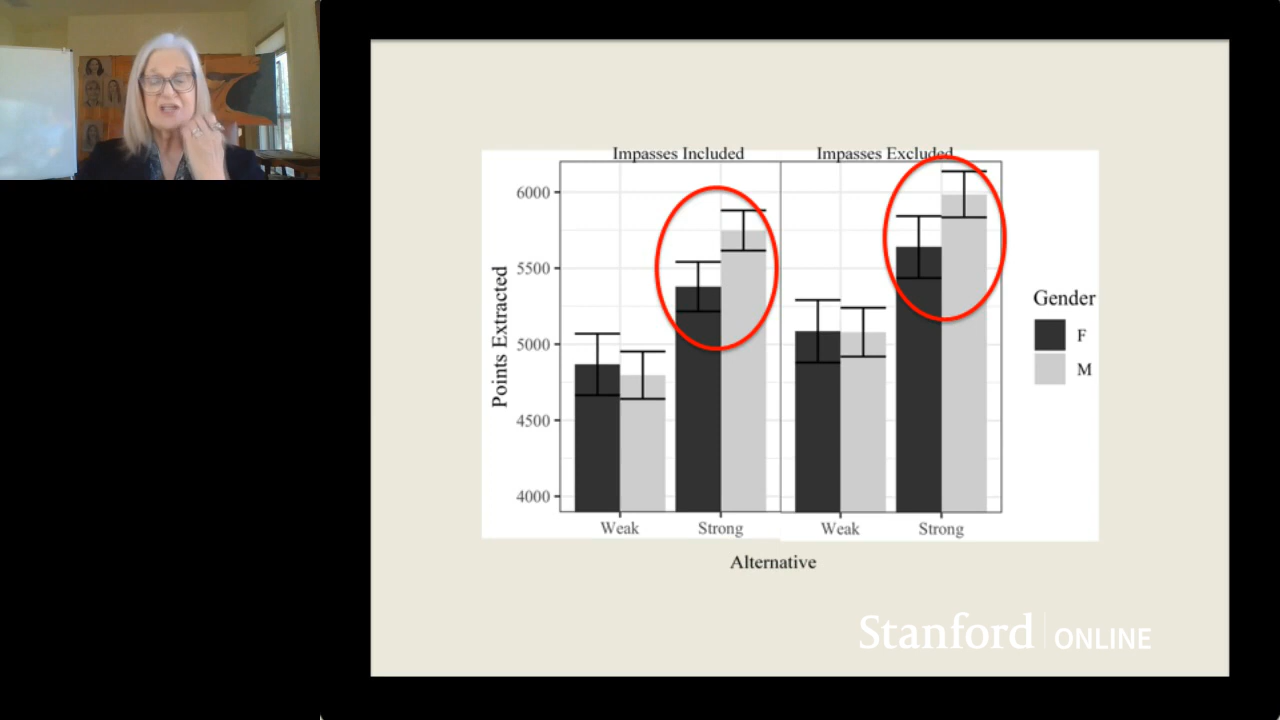 Impasses Included Impasses Excluded
6000
5500
5000
4500
4000
Points Extracted
Weak Strong Weak Strong
Alternative
Gender
F
M
Stanford ONLINE